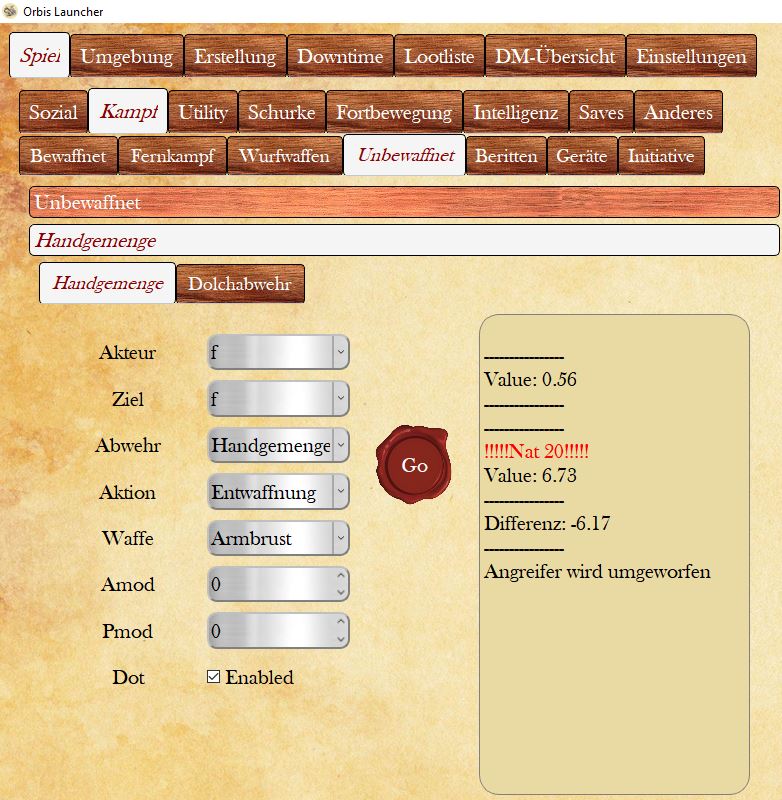 Orbis Launcher
Spiel Umgebung Erstellung Downtime Lootliste DM-Übersicht Einstellungen
Sozial Kampf Utility Schurke Fortbewegung Intelligenz Saves Anderes
Bewaffnet Fernkampf Wurfwaffen Unbewaffnet Beritten Geräte Initiative
Unbewaffnet
Handgemenge
Handgemenge Dolchabwehr
Akteur f
Ziel f
Abwehr Handgemenge
Aktion Entwaffnung
Waffe Armbrust
Amod 0
Pmod 0
Dot Enabled
Go
----------------
Value: 0.56
----------------
----------------
!!!!!Nat 20!!!!!
Value: 6.73
----------------
Differenz: -6.17
----------------
Angreifer wird umgeworfen